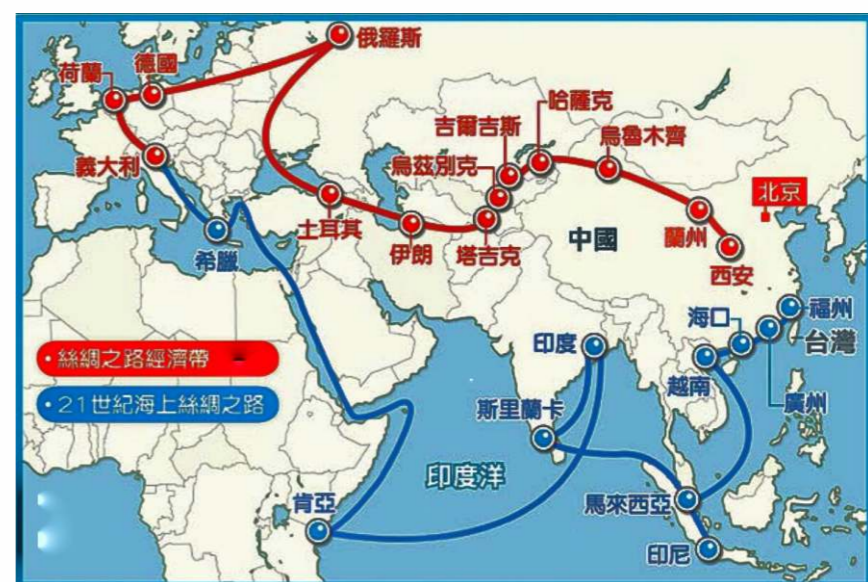 俄羅斯
德國
荷蘭
哈薩克
吉爾吉斯
烏魯木齊
烏茲別克
義大利
北京
土耳其
伊朗
塔吉克
中國
蘭州
西安
希臘
福州
海口
台灣
印度
越南
廣州
• 絲綢之路經濟帶
• 21世紀海上絲綢之路
斯里蘭卡
印度洋
肯亞
馬來西亞
印尼